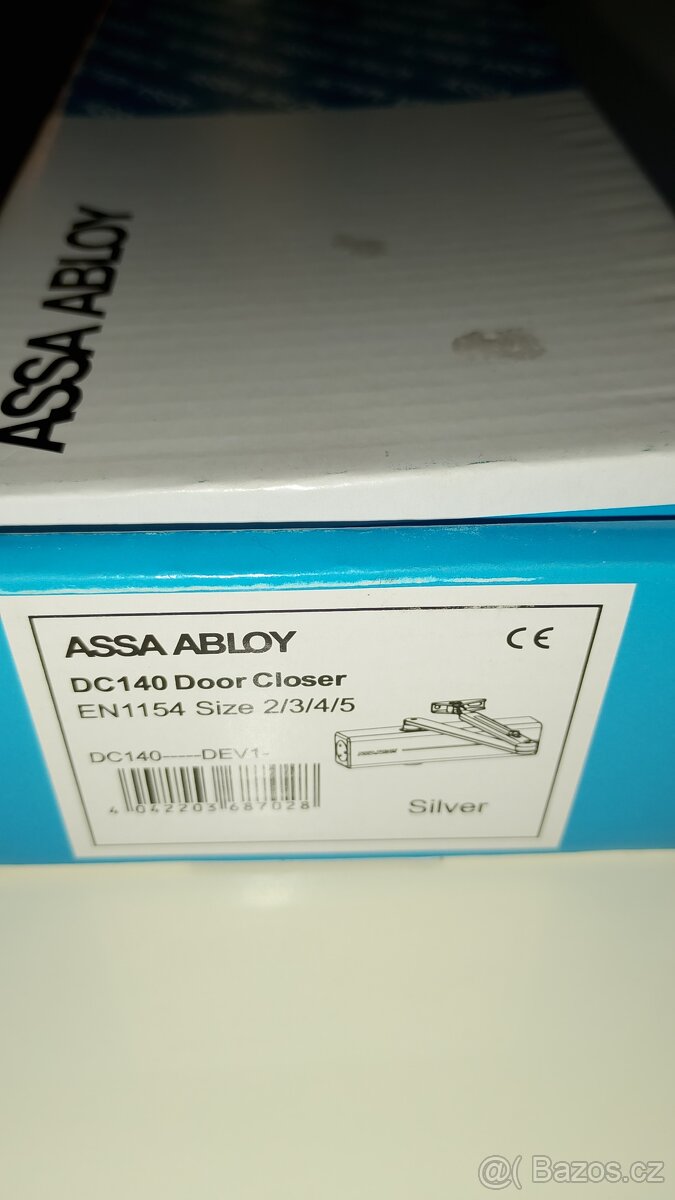 ASSA ABLOY
ASSA ABLOY
CE
DC140 Door Closer
EN1154 Size 2/3/4/5
DC140-----DEV1-
4 042203 687028
Silver
@( Bazos.cz